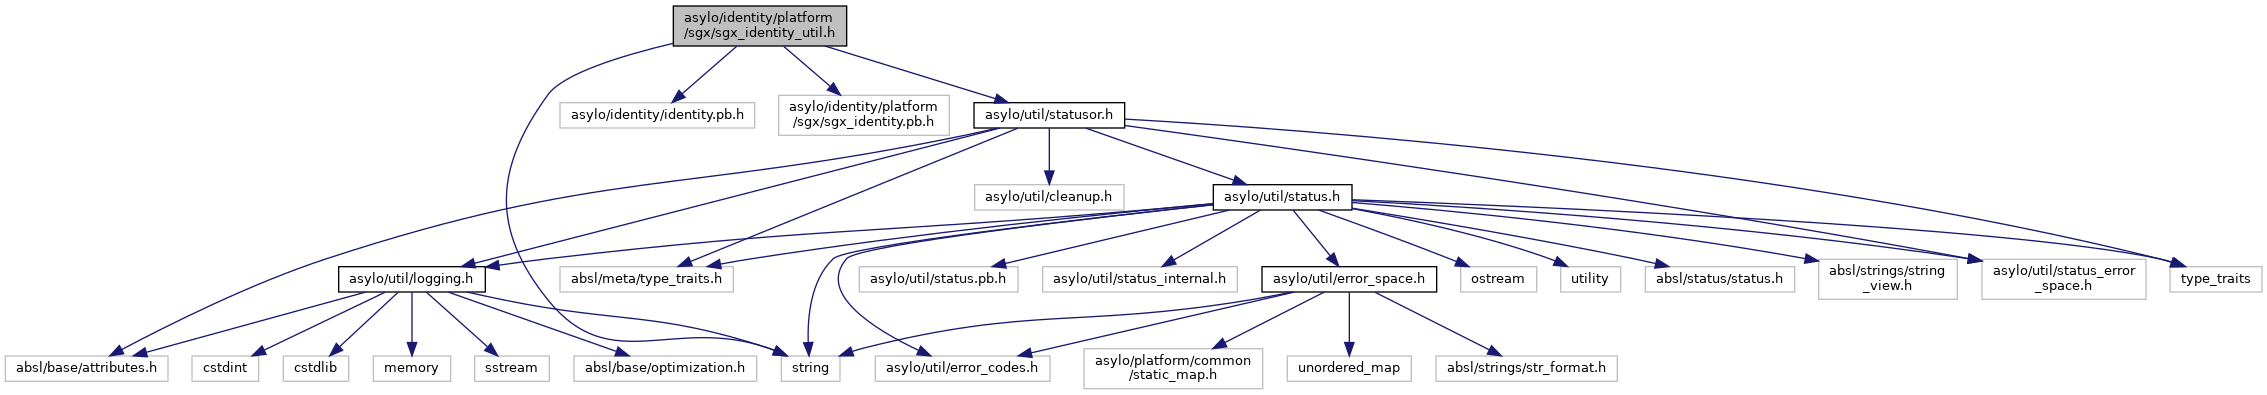 asylo/identity/platform
/sgx/sgx_identity_util.h
asylo/identity/identity.pb.h
asylo/identity/platform
/sgx/sgx_identity.pb.h
asylo/util/statusor.h
asylo/util/cleanup.h
asylo/util/status.h
asylo/util/logging.h
absl/meta/type_traits.h
asylo/util/status.pb.h
asylo/util/status_internal.h
asylo/util/error_space.h
ostream
utility
absl/status/status.h
absl/strings/string
_view.h
asylo/util/status_error
_space.h
type_traits
absl/base/attributes.h
cstdint
cstdlib
memory
sstream
absl/base/optimization.h
string
asylo/util/error_codes.h
asylo/platform/common
/static_map.h
unordered_map
absl/strings/str_format.h